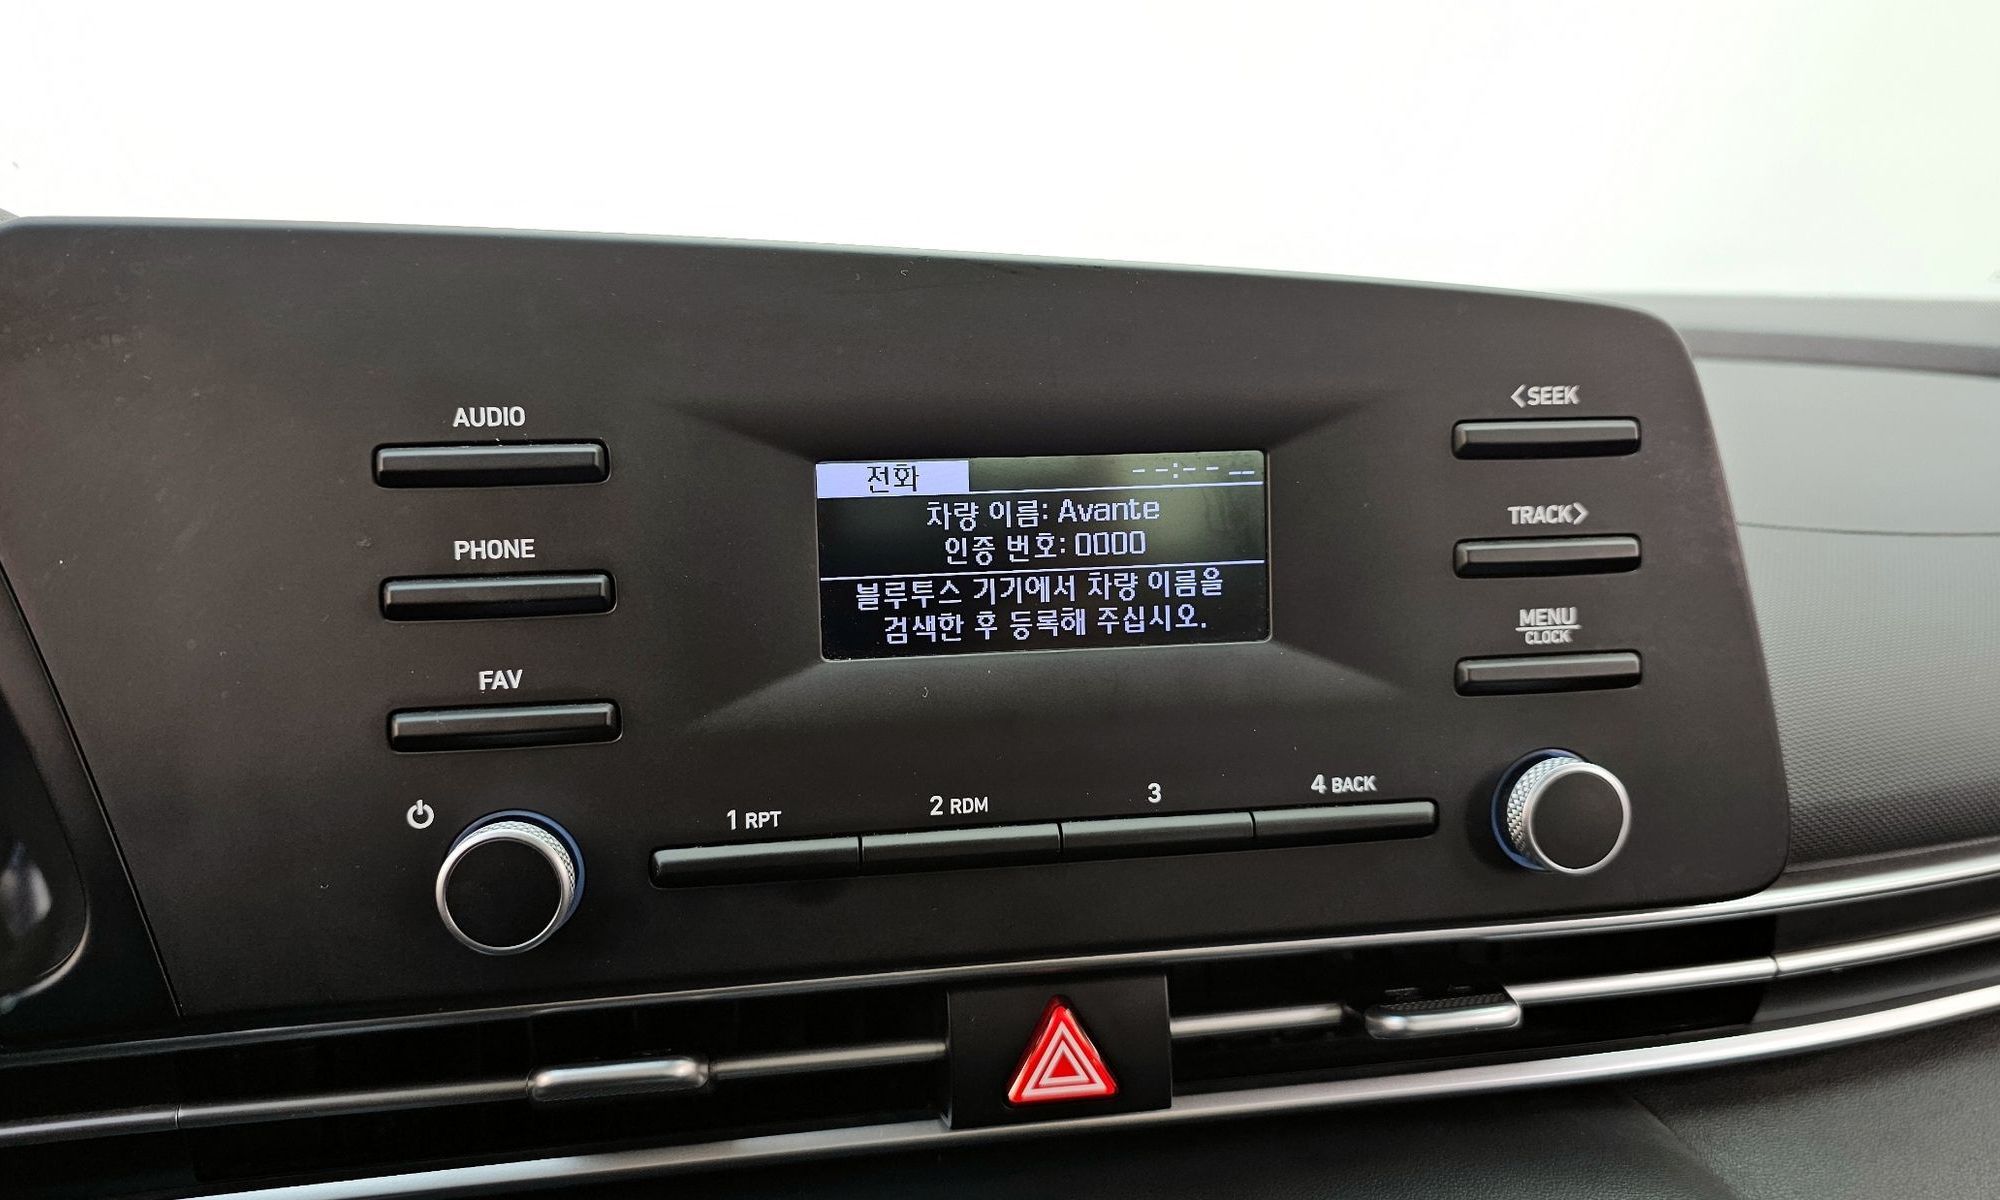 AUDIO
PHONE
FAV
전화 --:-- --
차량 이름: Avante
인증 번호: 0000
블루투스 기기에서 차량 이름을
검색한 후 등록해 주십시오.
<SEEK
TRACK>
MENU
CLOCK
1 RPT
2 RDM
3
4 BACK